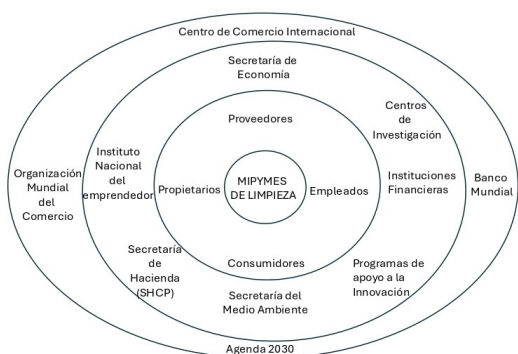 Centro de Comercio Internacional
Secretaría de
Economía
Centros
de
Investigación
Proveedores
Instituto
Nacional
del
emprendedor
Organización
Mundial
del
Comercio
Propietarios
MIPYMES
DE LIMPIEZA
Empleados
Instituciones
Financieras
Banco
Mundial
Secretaría
de
Hacienda
(SHCP)
Consumidores
Programas de
apoyo a la
Innovación
Secretaría del
Medio Ambiente
Agenda 2030